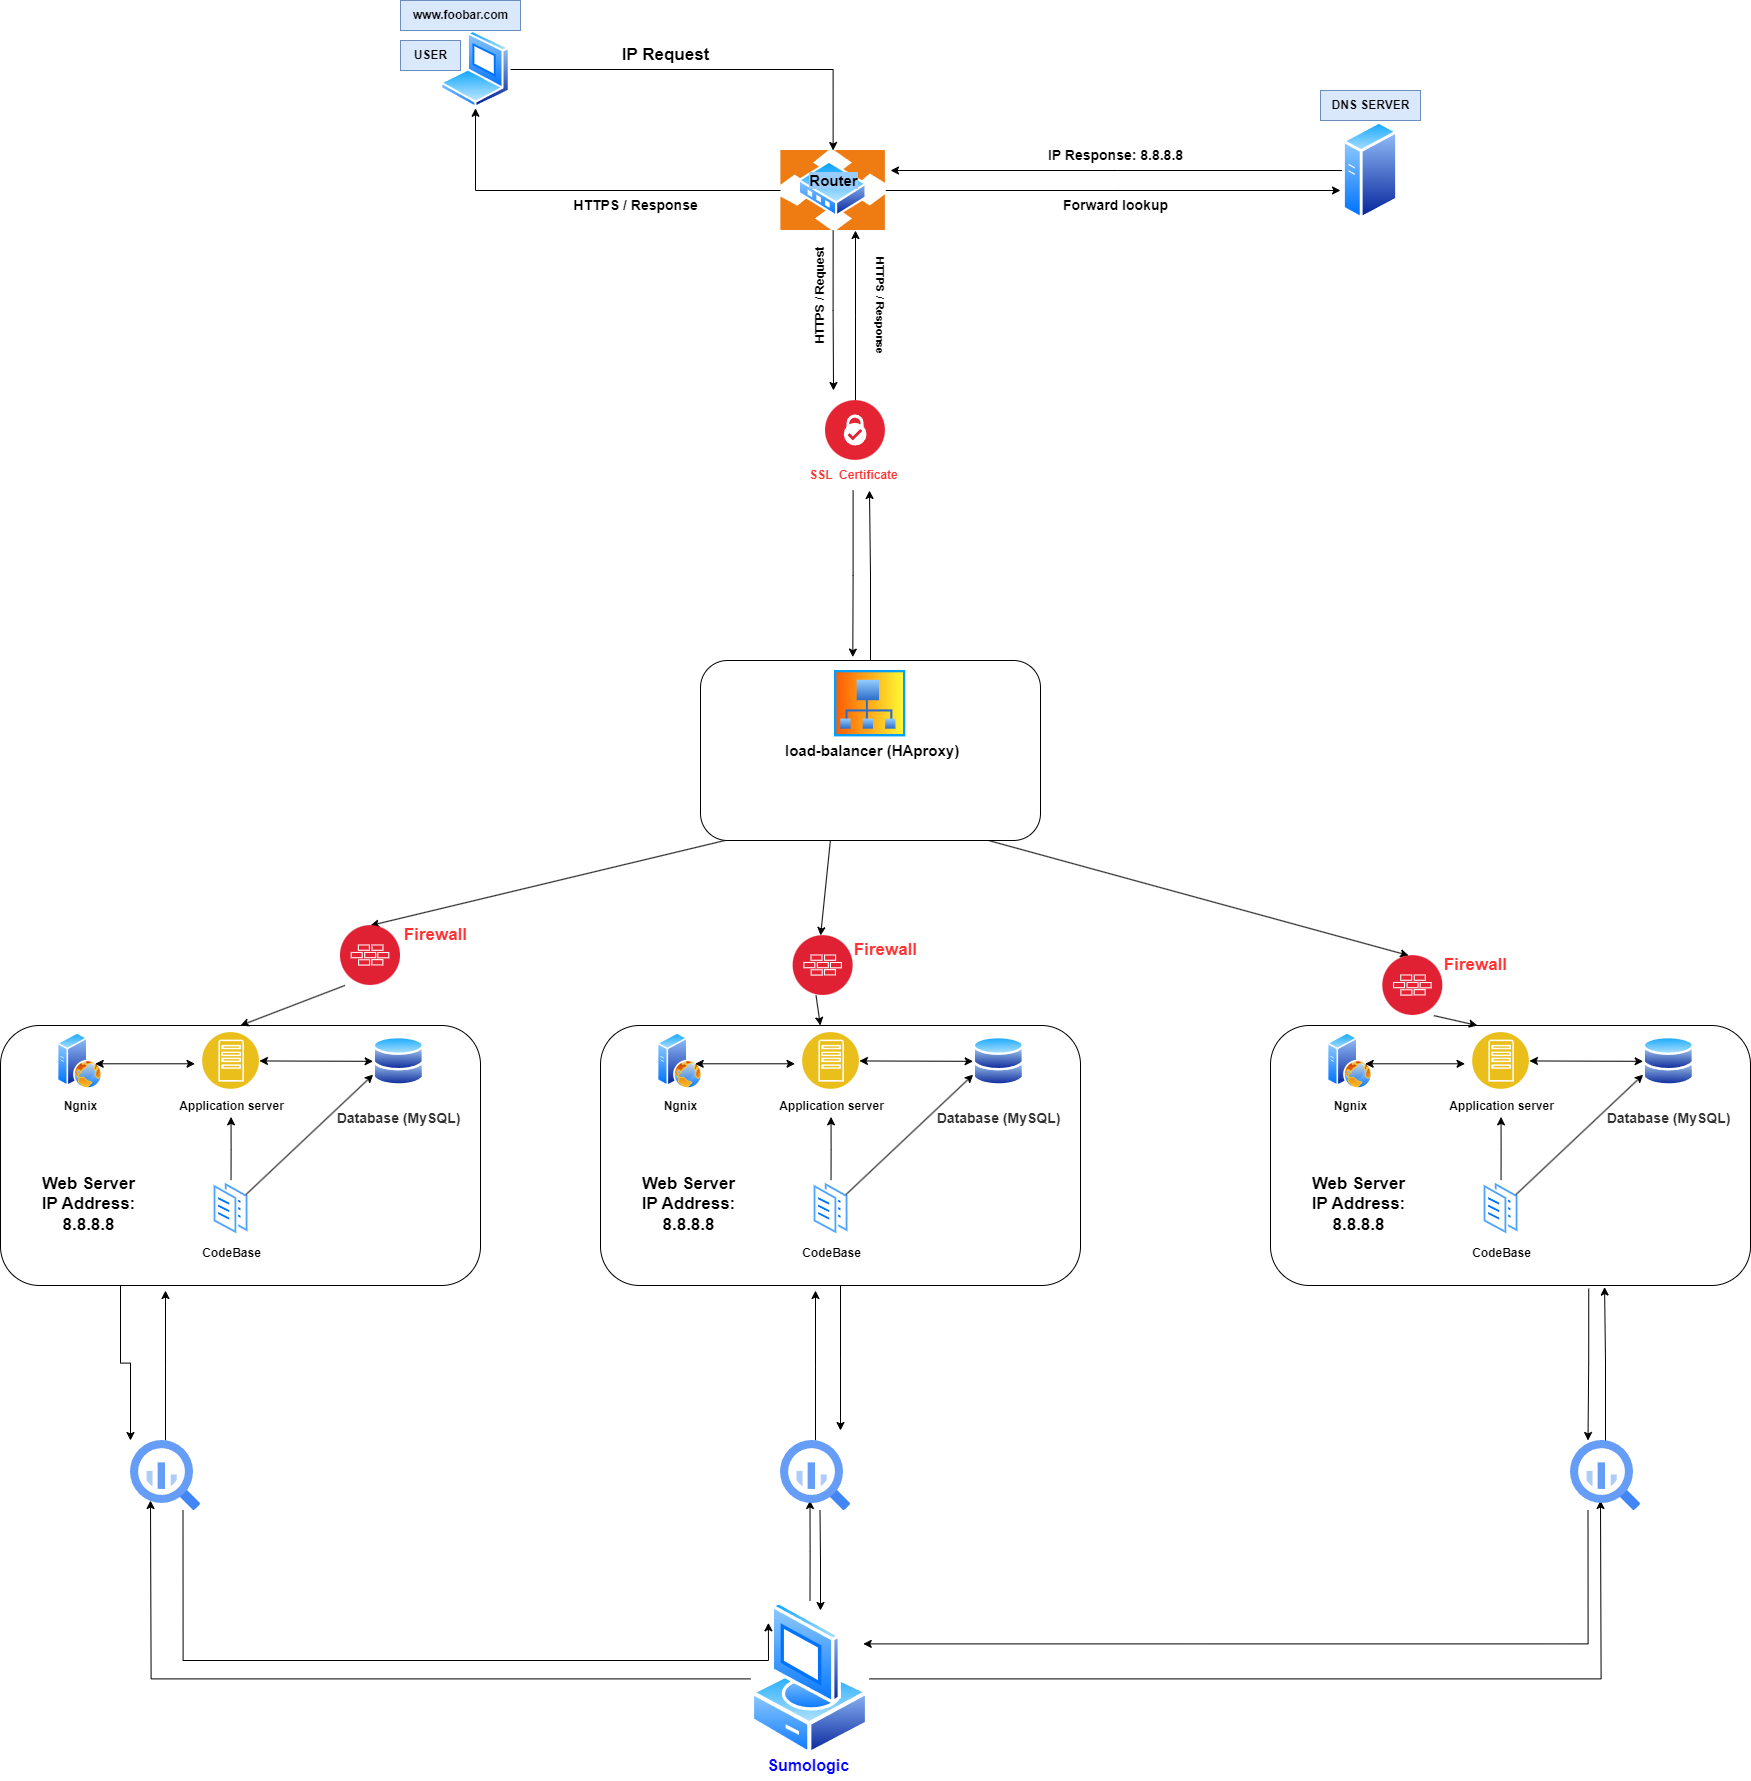 www.foobar.com
USER
IP Request
DNS SERVER
IP Response: 8.8.8.8
Router
HTTPS / Response
Forward lookup
HTTPS / Request
HTTPS / Response
SSL Certificate
load-balancer (HAproxy)
Firewall
Firewall
Firewall
Ngnix
Application server
Database (MySQL)
Web Server
IP Address:
8.8.8.8
CodeBase
Ngnix
Application server
Database (MySQL)
Web Server
IP Address:
8.8.8.8
CodeBase
Ngnix
Application server
Database (MySQL)
Web Server
IP Address:
8.8.8.8
CodeBase
Sumologic